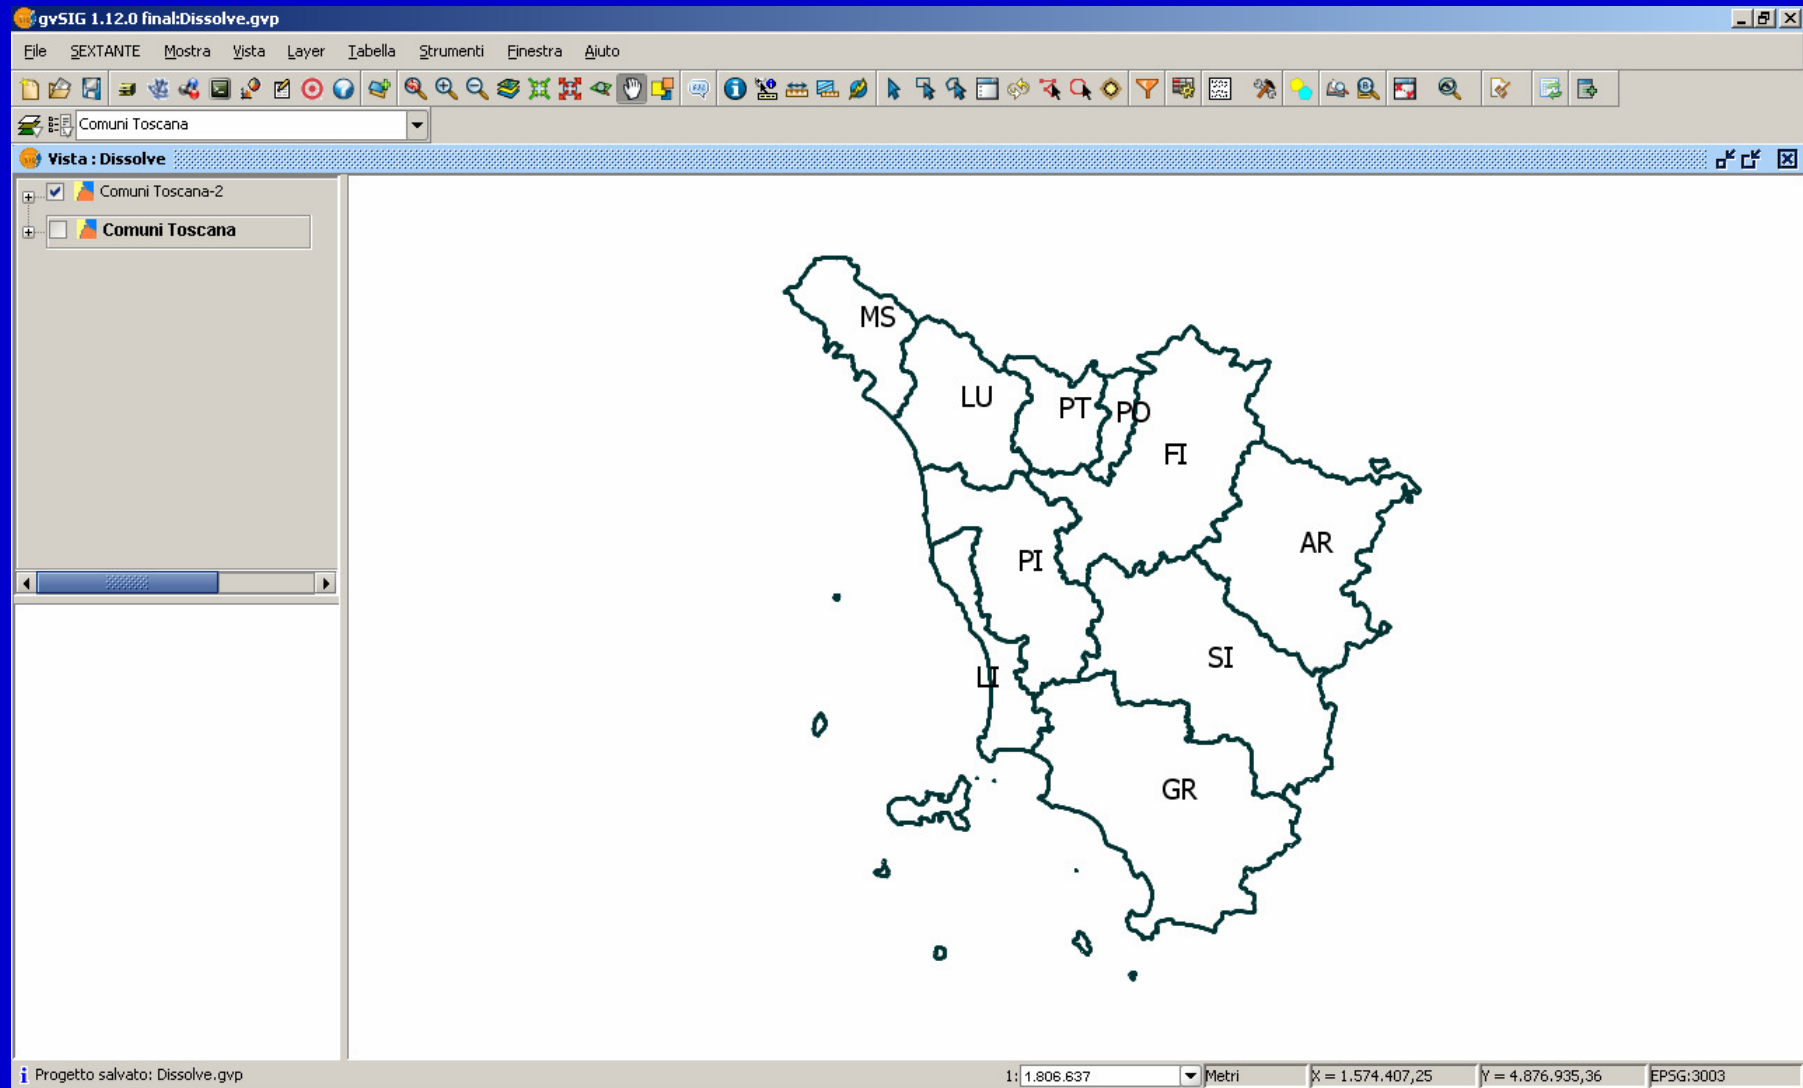 gvSIG 1.12.0 final:Dissolve.gvp
File SEXTANTE Mostra Vista Layer Tabella Strumenti Finestra Aiuto
Comuni Toscana
Vista : Dissolve
Comuni Toscana-2
Comuni Toscana
MS
LU
PT
PO
FI
AR
PI
SI
LI
GR
Progetto salvato: Dissolve.gvp 1: 1.806.637 Metri X = 1.574.407,25 Y = 4.876.935,36 EPSG:3003